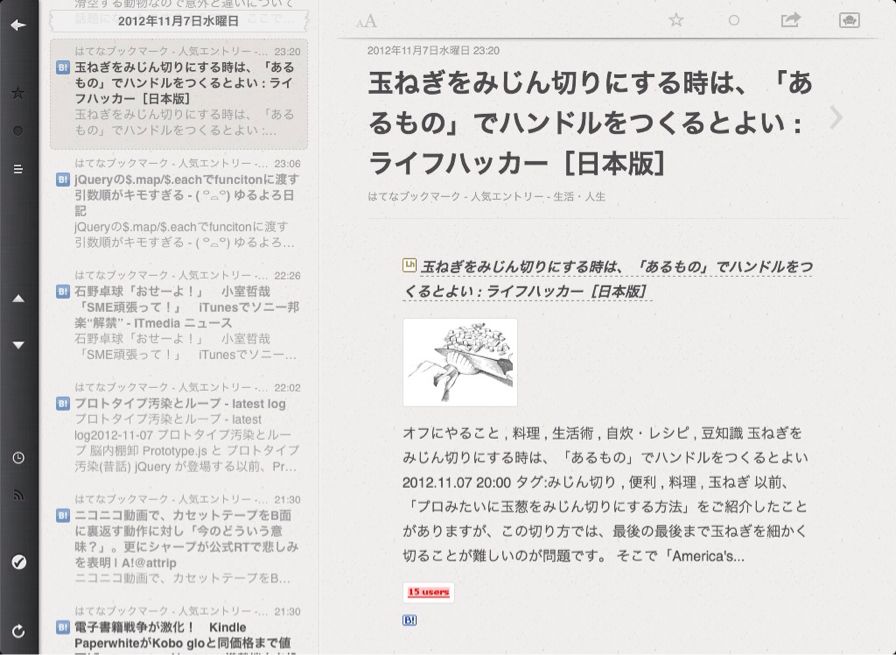 滑空する動物なので意外と違いについて
2012年11月7日水曜日
はてなブックマーク - 人気エントリー -... 23:20
B! 玉ねぎをみじん切りにする時は、「ある
もの」でハンドルをつくるとよい : ライ
フハッカー［日本版］
玉ねぎをみじん切りにする時は、「ある
もの」でハンドルをつくるとよい :...
はてなブックマーク - 人気エントリー -... 23:06
B! jQueryの$.map/$.eachでfuncitonに渡す
引数順がキモすぎる - ( ꒪⌓꒪) ゆるよろ日
記
jQueryの$.map/$.eachでfuncitonに渡す
引数順がキモすぎる - ( ꒪⌓꒪) ゆるよろ...
はてなブックマーク - 人気エントリー -... 22:26
B! 石野卓球「おせーよ！」　小室哲哉
「SME頑張って！」　iTunesでソニー邦
楽“解禁” - ITmedia ニュース
石野卓球「おせーよ！」　小室哲哉
「SME頑張って！」　iTunesでソニー...
はてなブックマーク - 人気エントリー -... 22:02
B! プロトタイプ汚染とループ - latest log
プロトタイプ汚染とループ - latest
log2012-11-07 プロトタイプ汚染とルー
プ 脳内棚卸 Prototype.js と プロトタイプ
汚染(昔話) jQuery が登場する以前、Pr...
はてなブックマーク - 人気エントリー -... 21:30
B! ニコニコ動画で、カセットテープをB面
に裏返す動作に対し「今のどういう意
味？」。更にシャープが公式RTで悲しみ
を表明 | A!@attrip
ニコニコ動画で、カセットテープをB...
はてなブックマーク - 人気エントリー -... 21:30
B! 電子書籍戦争が激化！　Kindle
PaperwhiteがKobo gloと同価格まで値
AA
2012年11月7日水曜日 23:20
玉ねぎをみじん切りにする時は、「あ
るもの」でハンドルをつくるとよい :
ライフハッカー［日本版］
はてなブックマーク - 人気エントリー - 生活・人生
Lh 玉ねぎをみじん切りにする時は、「あるもの」でハンドルをつ
くるとよい : ライフハッカー［日本版］
オフにやること , 料理 , 生活術 , 自炊・レシピ , 豆知識 玉ねぎを
みじん切りにする時は、「あるもの」でハンドルをつくるとよい
2012.11.07 20:00 タグ:みじん切り , 便利 , 料理 , 玉ねぎ 以前、
「プロみたいに玉葱をみじん切りにする方法」をご紹介したこと
がありますが、この切り方では、最後の最後まで玉ねぎを細かく
切ることが難しいのが問題です。 そこで「America's...
15 users
B!